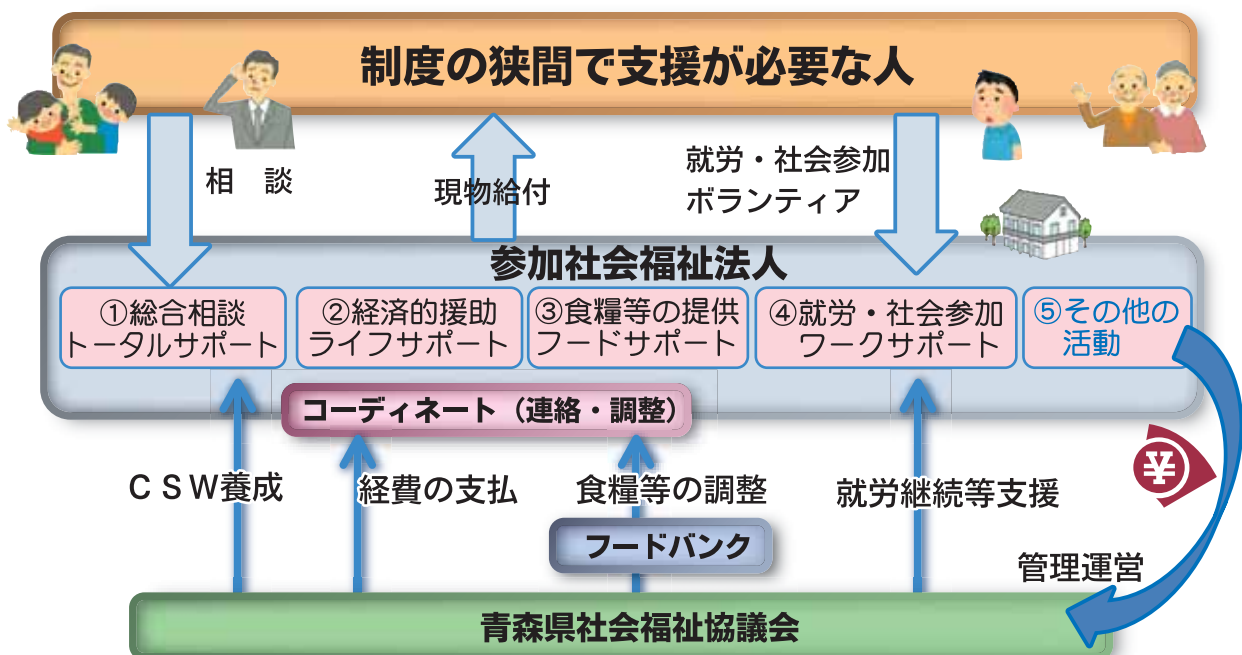 制度の狭間で支援が必要な人
相　談
現物給付
就労・社会参加
ボランティア
参加社会福祉法人
①総合相談
トータルサポート
②経済的援助
ライフサポート
③食糧等の提供
フードサポート
④就労・社会参加
ワークサポート
⑤その他の
活動
コーディネート（連絡・調整）
ＣＳＷ養成
経費の支払
食糧等の調整
就労継続等支援
¥
フードバンク
管理運営
青森県社会福祉協議会